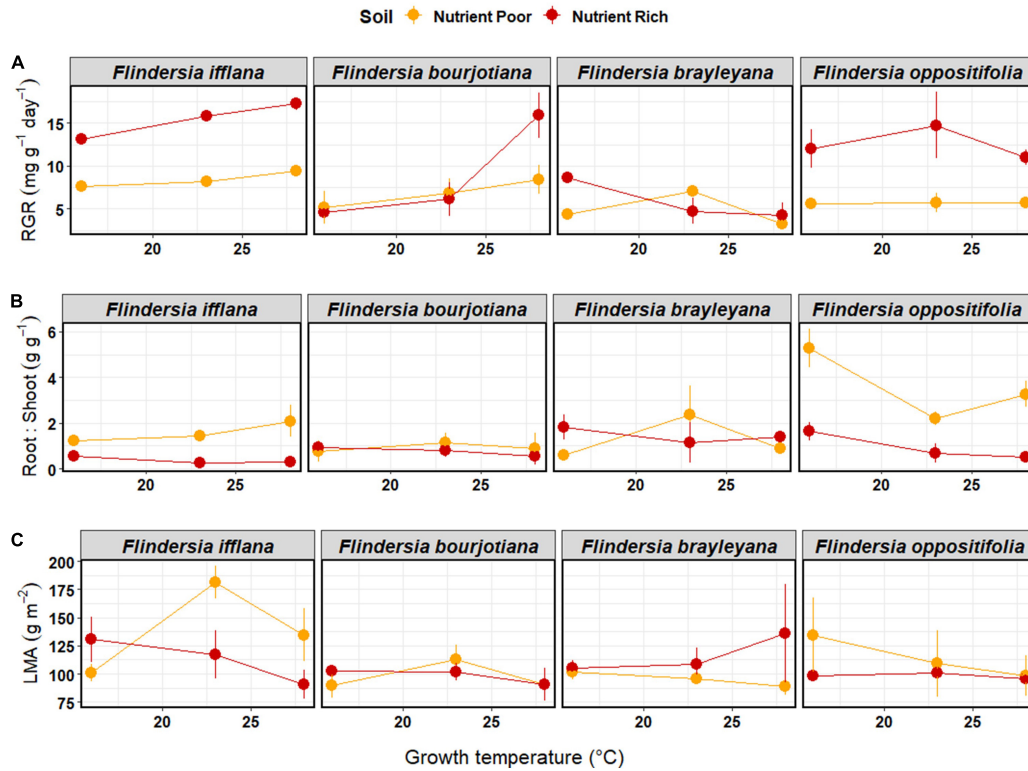 Soil Nutrient Poor Nutrient Rich
A
Flindersia ifflana Flindersia bourjotiana Flindersia brayleyana Flindersia oppositifolia
RGR (mg g⁻¹ day⁻¹)
15
10
5
20 25 20 25 20 25 20 25
B
Flindersia ifflana Flindersia bourjotiana Flindersia brayleyana Flindersia oppositifolia
Root : Shoot (g g⁻¹)
6
4
2
0
20 25 20 25 20 25 20 25
C
Flindersia ifflana Flindersia bourjotiana Flindersia brayleyana Flindersia oppositifolia
LMA (g m⁻²)
200
175
150
125
100
75
20 25 20 25 20 25 20 25
Growth temperature (°C)